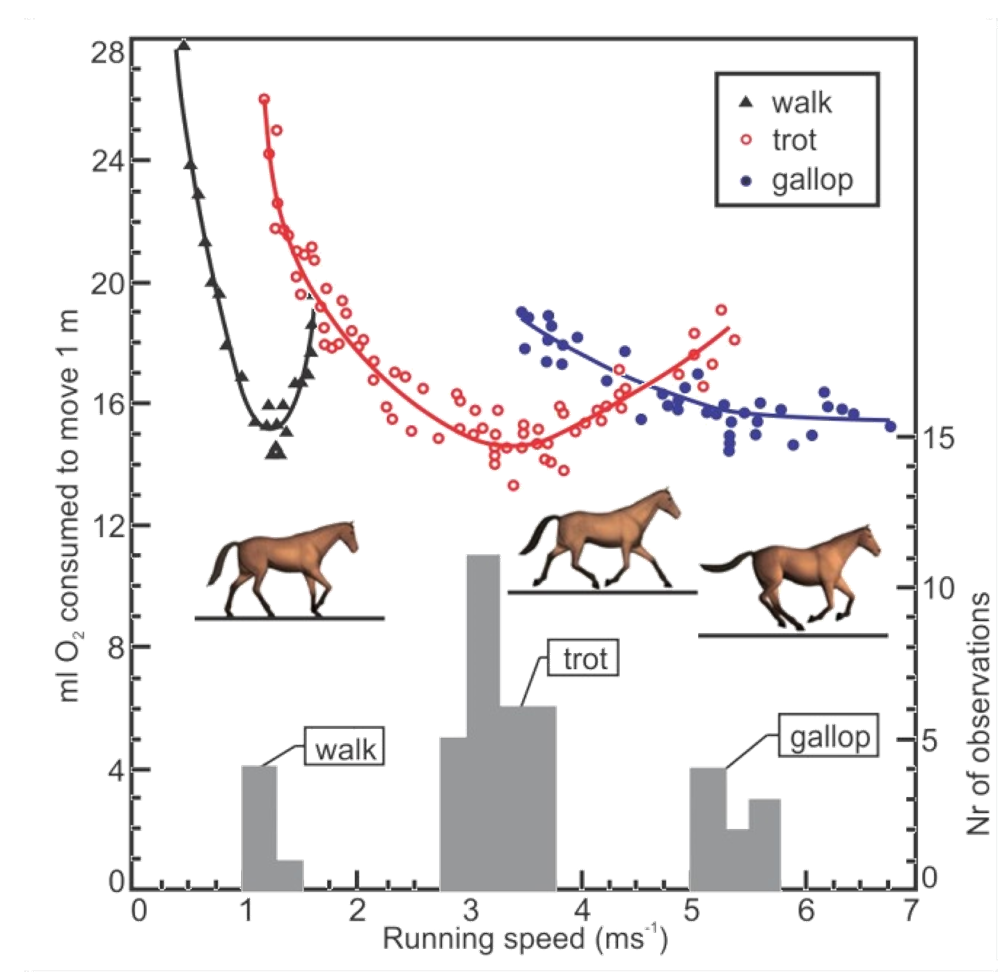 28
24
20
16
12
8
4
0
ml O₂ consumed to move 1 m
walk
trot
gallop
15
10
5
0
Nr of observations
walk
trot
gallop
0 1 2 3 4 5 6 7
Running speed (ms⁻¹)